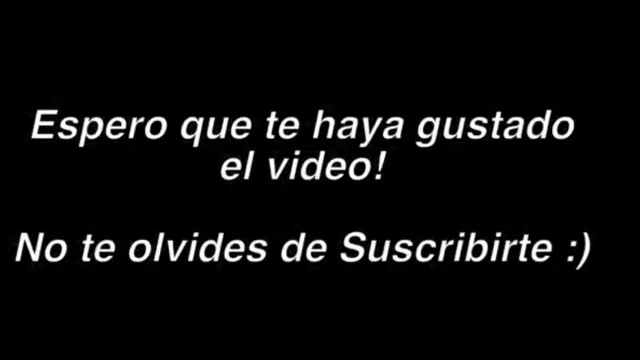 Espero que te haya gustado
el video!
No te olvides de Suscribirte :)